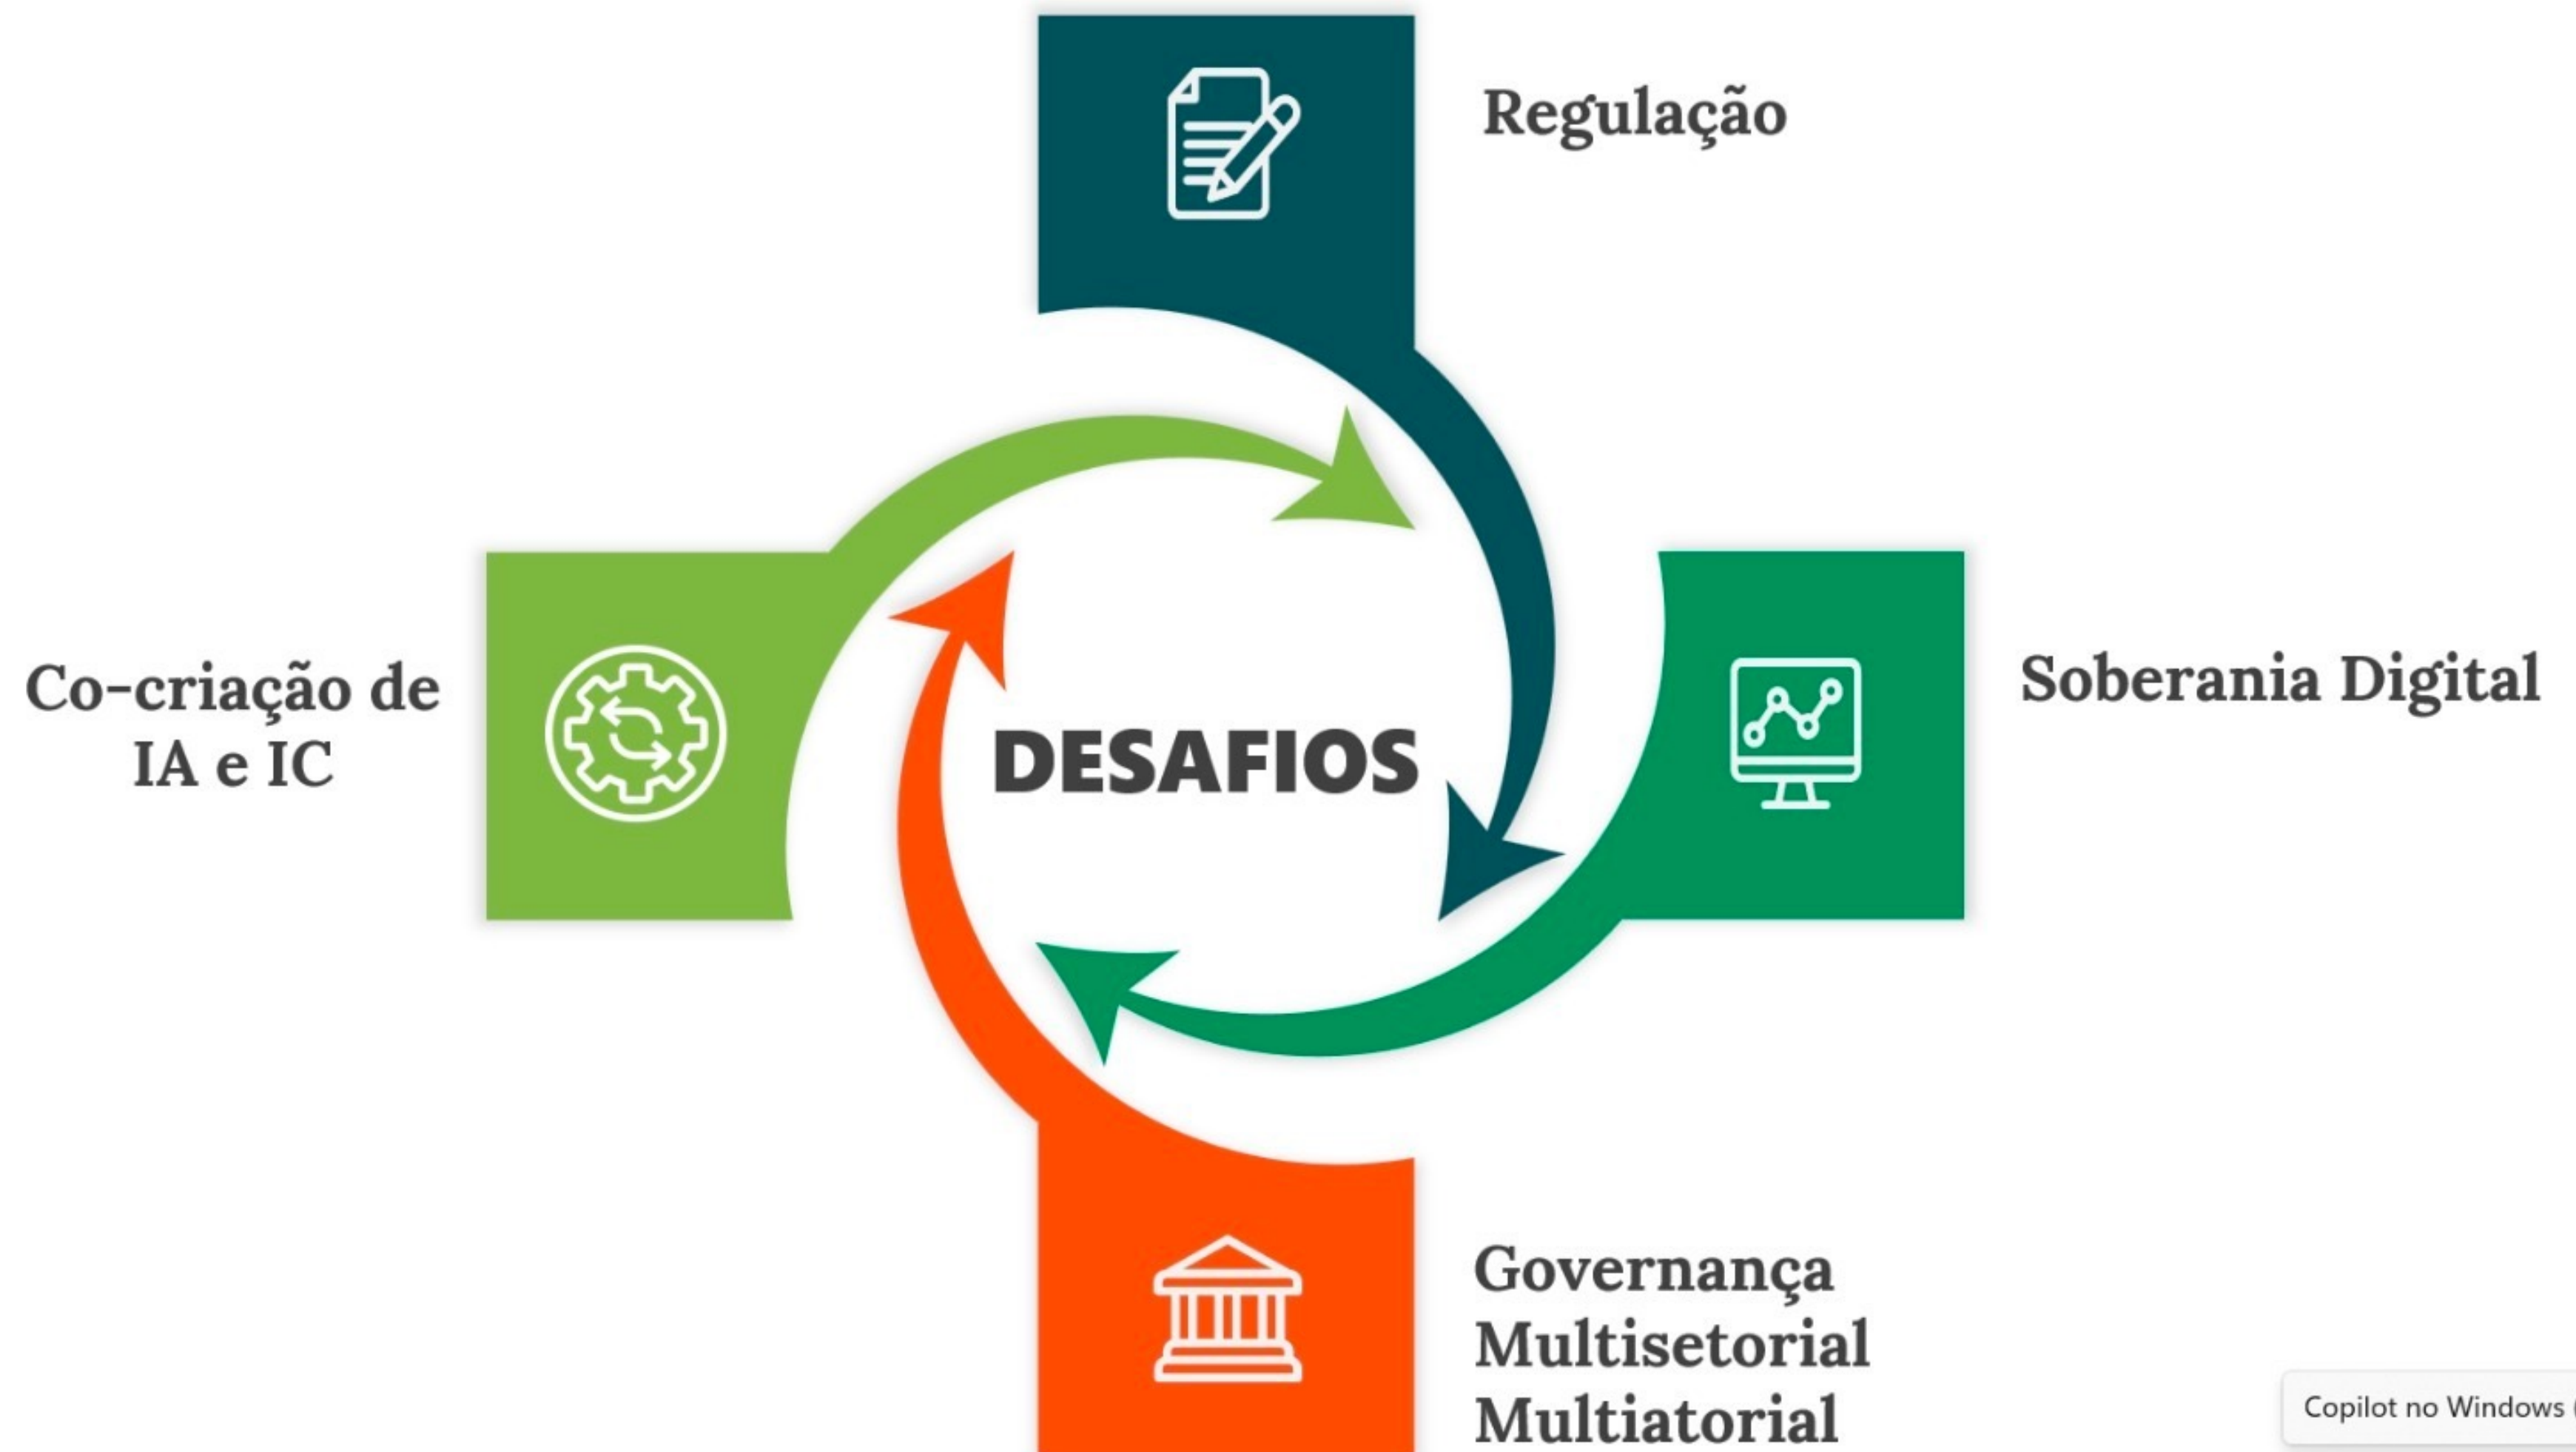 Regulação
Co-criação de
IA e IC
DESAFIOS
Soberania Digital
Governança
Multisetorial
Multiatorial
Copilot no Windows